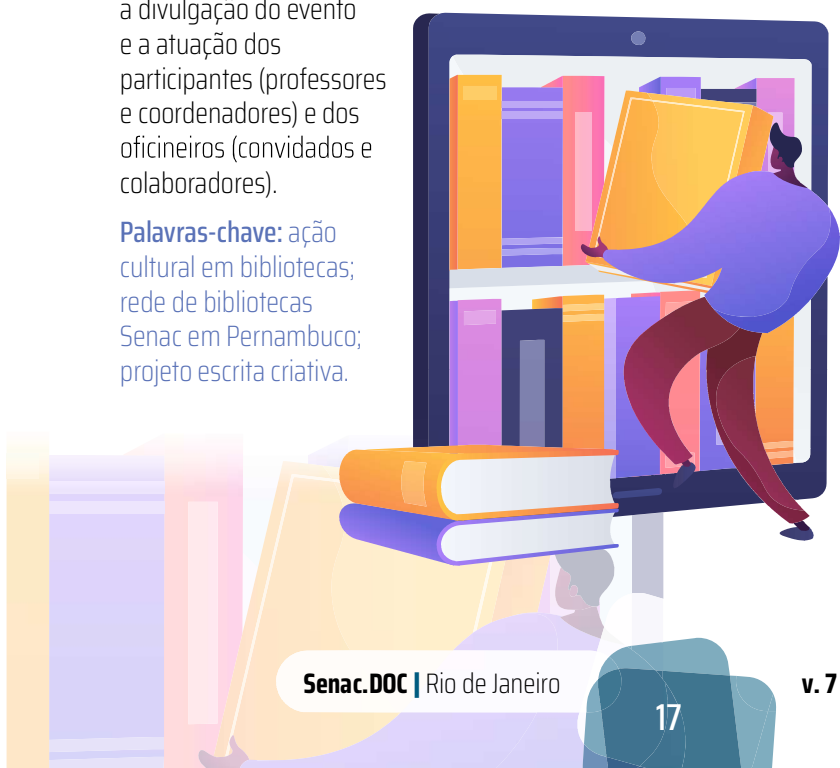 a divulgação do evento
e a atuação dos
participantes (professores
e coordenadores) e dos
oficineiros (convidados e
colaboradores).
Palavras-chave: ação
cultural em bibliotecas;
rede de bibliotecas
Senac em Pernambuco;
projeto escrita criativa.
Senac.DOC | Rio de Janeiro
17
v. 7